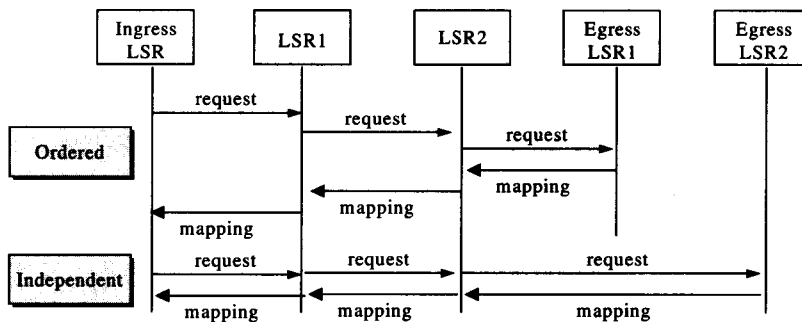 Ingress
LSR
LSR1
LSR2
Egress
LSR1
Egress
LSR2
request
request
request
Ordered
mapping
mapping
mapping
Independent
request
request
request
mapping
mapping
mapping